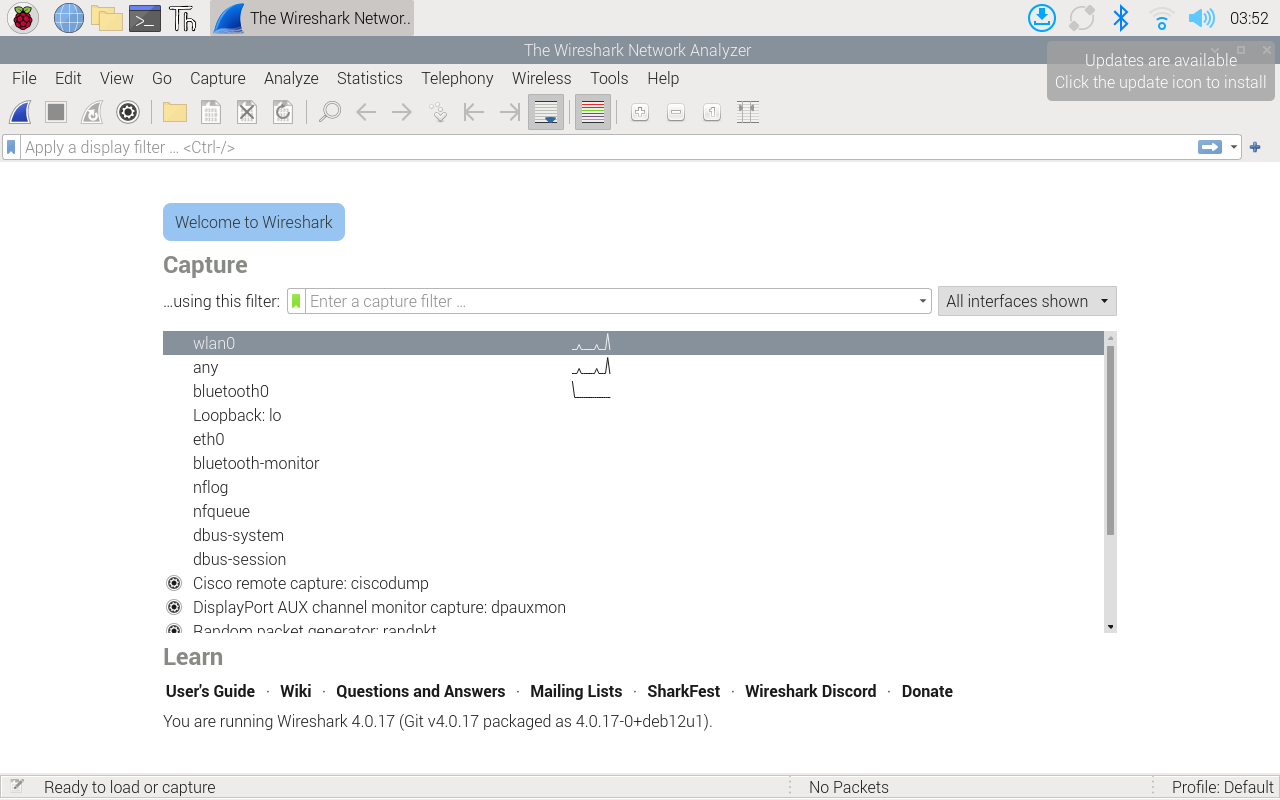 The Wireshark Networ.. 03:52
The Wireshark Network Analyzer
Updates are available
Click the update icon to install
File Edit View Go Capture Analyze Statistics Telephony Wireless Tools Help
Apply a display filter … <Ctrl-/>
Welcome to Wireshark
Capture
…using this filter: Enter a capture filter … All interfaces shown
wlan0
any
bluetooth0
Loopback: lo
eth0
bluetooth-monitor
nflog
nfqueue
dbus-system
dbus-session
Cisco remote capture: ciscodump
DisplayPort AUX channel monitor capture: dpauxmon
Random packet generator: randpkt
Learn
User's Guide · Wiki · Questions and Answers · Mailing Lists · SharkFest · Wireshark Discord · Donate
You are running Wireshark 4.0.17 (Git v4.0.17 packaged as 4.0.17-0+deb12u1).
Ready to load or capture No Packets Profile: Default